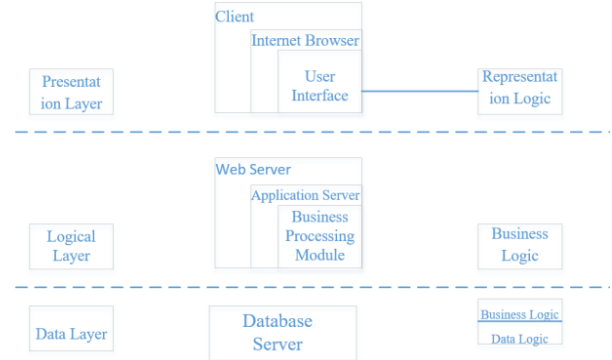 Client
Internet Browser
User
Interface
Presentat
ion Layer
Representat
ion Logic
Web Server
Application Server
Business
Processing
Module
Logical
Layer
Business
Logic
Data Layer
Database
Server
Business Logic
Data Logic